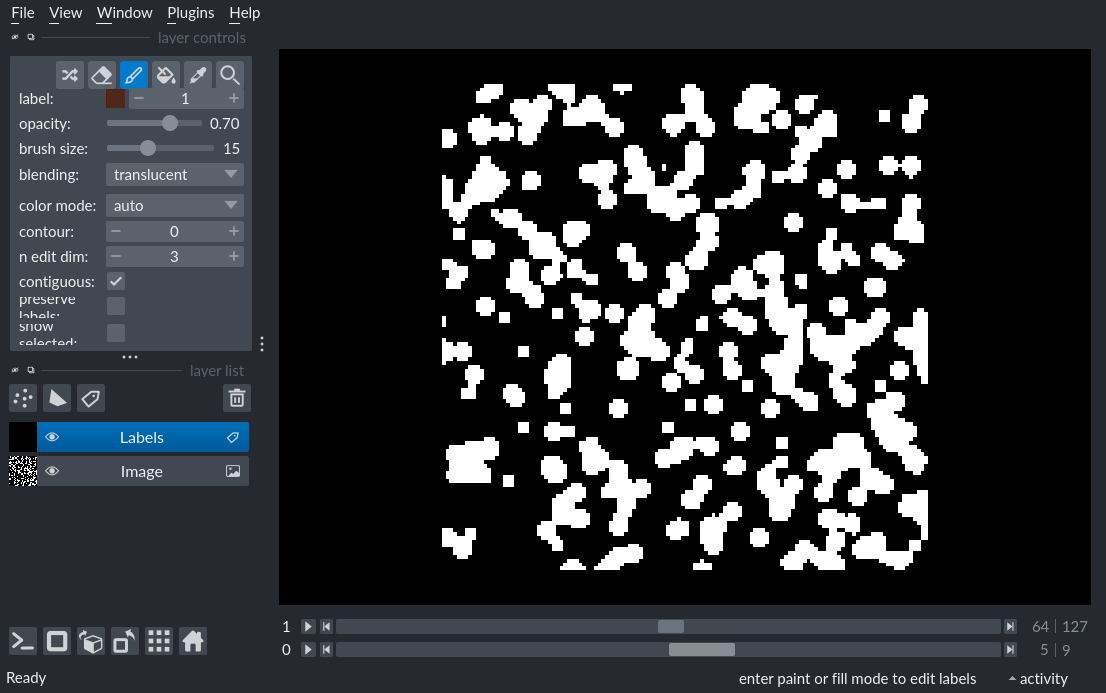 File View Window Plugins Help
layer controls
label: 1
opacity: 0.70
brush size: 15
blending: translucent
color mode: auto
contour: 0
n edit dim: 3
contiguous:
preserve
labels:
show
selected:
layer list
Labels
Image
1 64 | 127
0 5 | 9
Ready enter paint or fill mode to edit labels activity